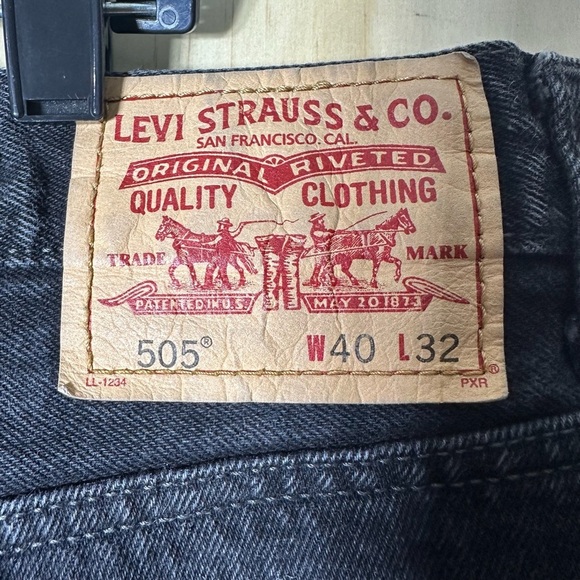 LEVI STRAUSS & CO.
SAN FRANCISCO. CAL.
ORIGINAL RIVETED
QUALITY CLOTHING
TRADE MARK
PATENTED IN U.S. MAY 20 1873
505® W40 L32
LL-1234 PXR ®